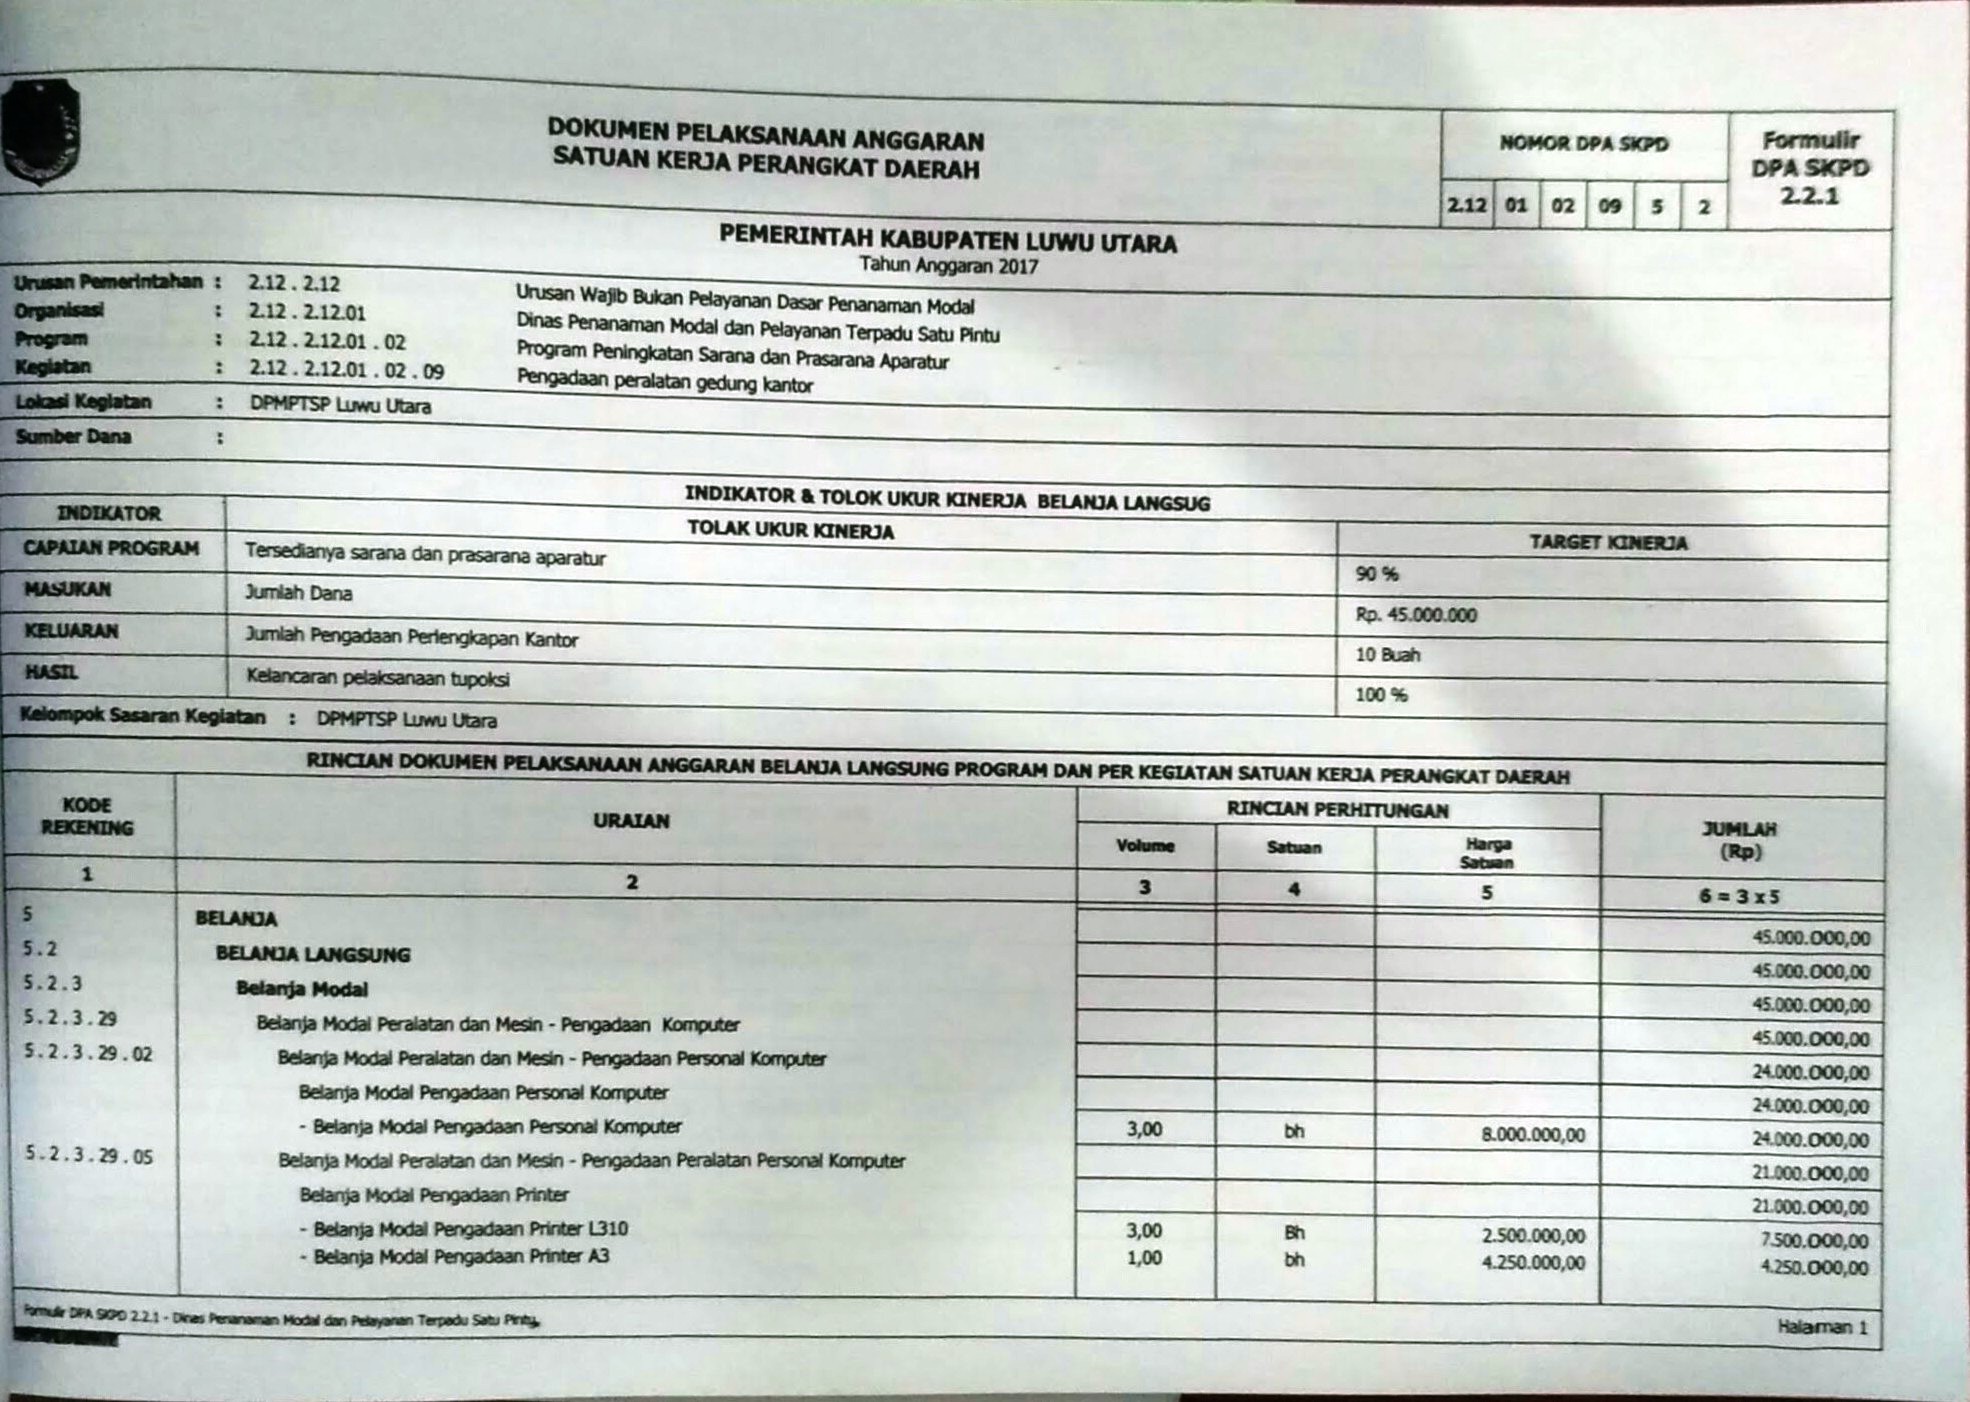 DOKUMEN PELAKSANAAN ANGGARAN
SATUAN KERJA PERANGKAT DAERAH
NOMOR DPA SKPD
2.12 01 02 09 5 2
Formulir
DPA SKPD
2.2.1
PEMERINTAH KABUPATEN LUWU UTARA
Tahun Anggaran 2017
Urusan Pemerintahan : 2.12 . 2.12 Urusan Wajib Bukan Pelayanan Dasar Penanaman Modal
Organisasi : 2.12 . 2.12.01 Dinas Penanaman Modal dan Pelayanan Terpadu Satu Pintu
Program : 2.12 . 2.12.01 . 02 Program Peningkatan Sarana dan Prasarana Aparatur
Kegiatan : 2.12 . 2.12.01 . 02 . 09 Pengadaan peralatan gedung kantor
Lokasi Kegiatan : DPMPTSP Luwu Utara
Sumber Dana :
INDIKATOR & TOLOK UKUR KINERJA BELANJA LANGSUG
INDIKATOR TOLAK UKUR KINERJA TARGET KINERJA
CAPAIAN PROGRAM Tersedianya sarana dan prasarana aparatur 90 %
MASUKAN Jumlah Dana Rp. 45.000.000
KELUARAN Jumlah Pengadaan Perlengkapan Kantor 10 Buah
HASIL Kelancaran pelaksanaan tupoksi 100 %
Kelompok Sasaran Kegiatan : DPMPTSP Luwu Utara
RINCIAN DOKUMEN PELAKSANAAN ANGGARAN BELANJA LANGSUNG PROGRAM DAN PER KEGIATAN SATUAN KERJA PERANGKAT DAERAH
KODE
REKENING
URAIAN
RINCIAN PERHITUNGAN
Volume Satuan Harga
Satuan
JUMLAH
(Rp)
1 2 3 4 5 6 = 3 x 5
5 BELANJA 45.000.000,00
5.2 BELANJA LANGSUNG 45.000.000,00
5.2.3 Belanja Modal 45.000.000,00
5.2.3.29 Belanja Modal Peralatan dan Mesin - Pengadaan Komputer 45.000.000,00
5.2.3.29.02 Belanja Modal Peralatan dan Mesin - Pengadaan Personal Komputer 24.000.000,00
Belanja Modal Pengadaan Personal Komputer 24.000.000,00
- Belanja Modal Pengadaan Personal Komputer 3,00 bh 8.000.000,00 24.000.000,00
5.2.3.29.05 Belanja Modal Peralatan dan Mesin - Pengadaan Peralatan Personal Komputer 21.000.000,00
Belanja Modal Pengadaan Printer 21.000.000,00
- Belanja Modal Pengadaan Printer L310 3,00 Bh 2.500.000,00 7.500.000,00
- Belanja Modal Pengadaan Printer A3 1,00 bh 4.250.000,00 4.250.000,00
Formulir DPA SKPD 2.2.1 - Dinas Penanaman Modal dan Pelayanan Terpadu Satu Pintu
Halaman 1